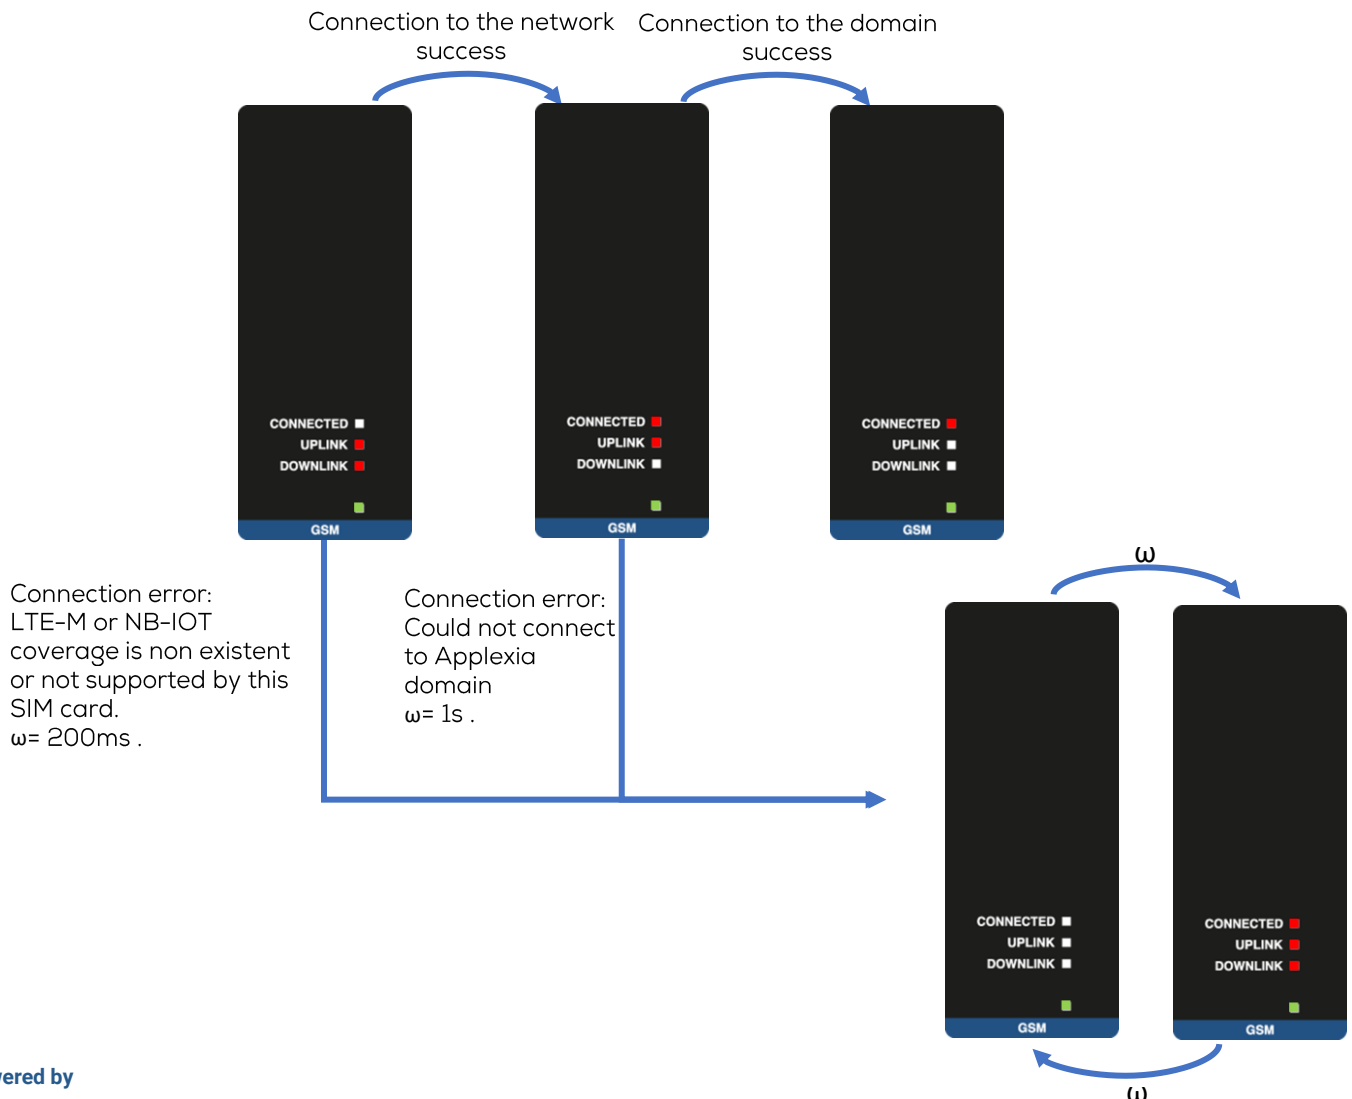 Connection to the network
success
Connection to the domain
success
CONNECTED
UPLINK
DOWNLINK
GSM
CONNECTED
UPLINK
DOWNLINK
GSM
CONNECTED
UPLINK
DOWNLINK
GSM
Connection error:
LTE-M or NB-IOT
coverage is non existent
or not supported by this
SIM card.
ω= 200ms .
Connection error:
Could not connect
to Applexia
domain
ω= 1s .
ω
CONNECTED
UPLINK
DOWNLINK
GSM
CONNECTED
UPLINK
DOWNLINK
GSM
ω
ered by